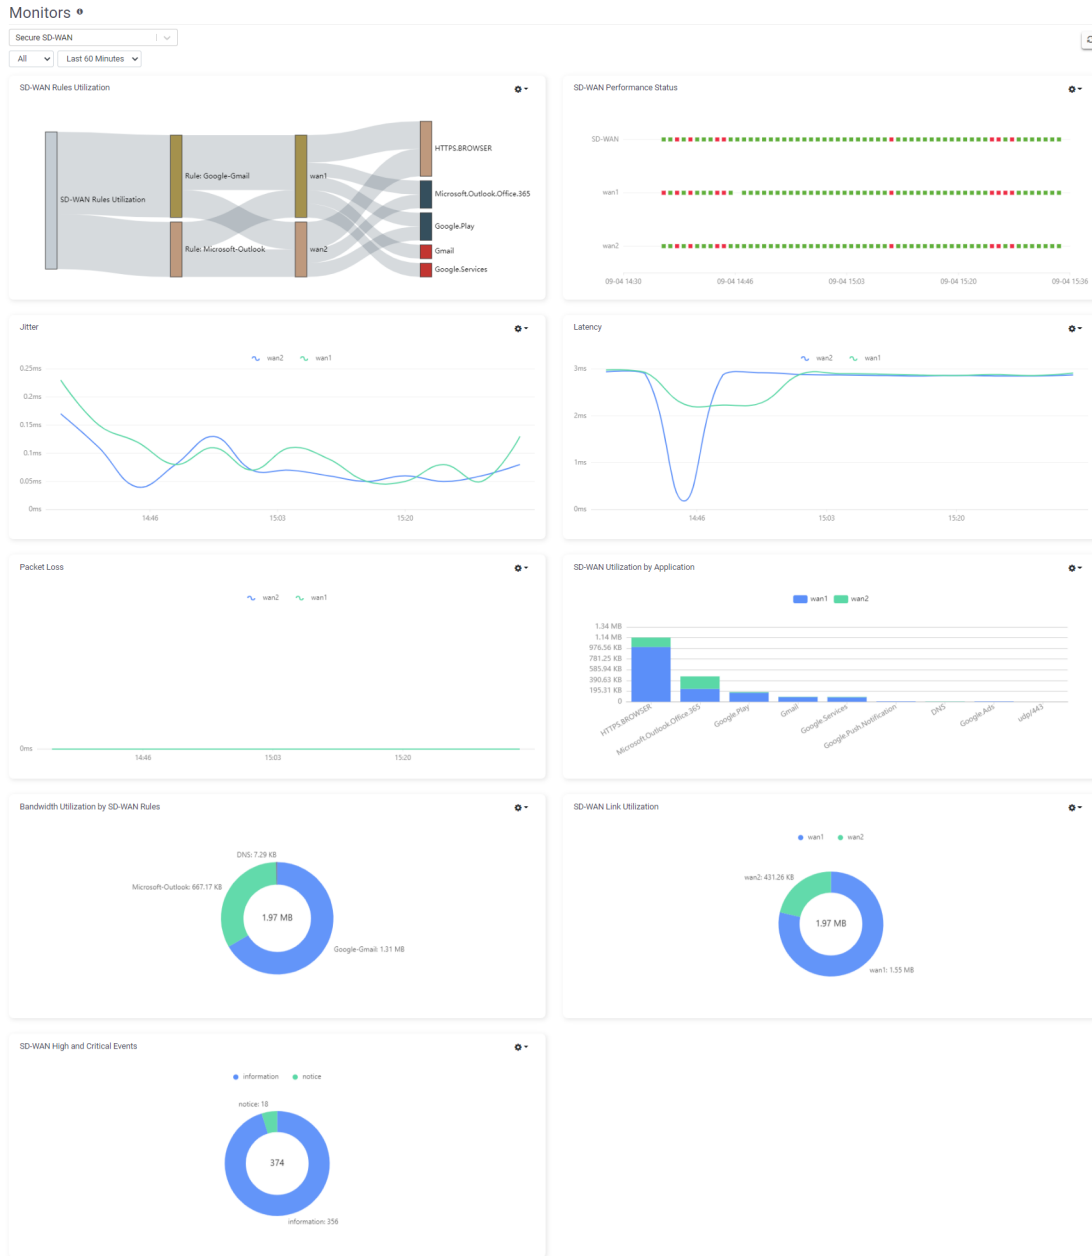 Monitors
Secure SD-WAN
All
Last 60 Minutes
SD-WAN Rules Utilization
SD-WAN Rules Utilization
Rule: Google-Gmail
Rule: Microsoft-Outlook
wan1
wan2
HTTPS.BROWSER
Microsoft.Outlook.Office.365
Google.Play
Gmail
Google.Services
SD-WAN Performance Status
SD-WAN
wan1
wan2
09-04 14:30
09-04 14:46
09-04 15:03
09-04 15:20
09-04 15:36
Jitter
wan2
wan1
0.25ms
0.2ms
0.15ms
0.1ms
0.05ms
0ms
14:46
15:03
15:20
Latency
wan2
wan1
3ms
2ms
1ms
0ms
14:46
15:03
15:20
Packet Loss
wan2
wan1
0ms
14:46
15:03
15:20
SD-WAN Utilization by Application
wan1
wan2
1.34 MB
1.14 MB
976.56 KB
781.25 KB
585.94 KB
390.63 KB
195.31 KB
0
HTTPS.BROWSER
Microsoft.Outlook.Office.365
Google.Play
Gmail
Google.Services
Google.Push.Notification
DNS
Google.Ads
udp/443
Bandwidth Utilization by SD-WAN Rules
DNS: 7.29 KB
Microsoft-Outlook: 667.17 KB
1.97 MB
Google-Gmail: 1.31 MB
SD-WAN Link Utilization
wan1
wan2
wan2: 431.26 KB
1.97 MB
wan1: 1.55 MB
SD-WAN High and Critical Events
information
notice
notice: 18
374
information: 356